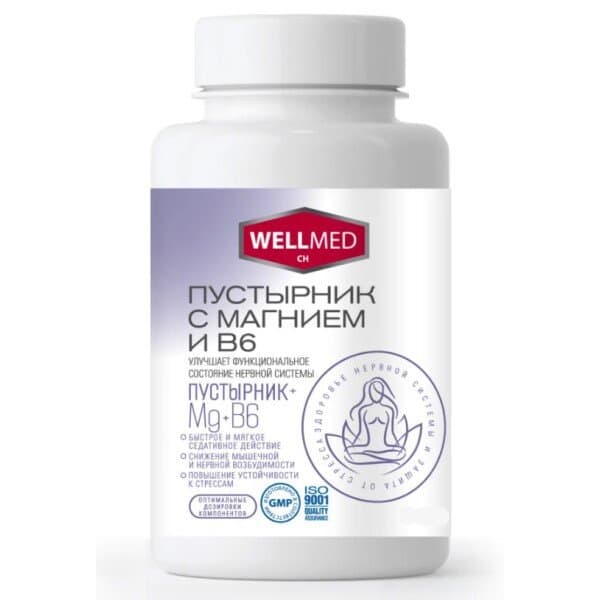 WELLMED
CH
ПУСТЫРНИК
С МАГНИЕМ
И В6
УЛУЧШАЕТ ФУНКЦИОНАЛЬНОЕ
СОСТОЯНИЕ НЕРВНОЙ СИСТЕМЫ
ПУСТЫРНИК+
Mg+B6
БЫСТРОЕ И МЯГКОЕ
СЕДАТИВНОЕ ДЕЙСТВИЕ
СНИЖЕНИЕ МЫШЕЧНОЙ
И НЕРВНОЙ ВОЗБУДИМОСТИ
ПОВЫШЕНИЕ УСТОЙЧИВОСТИ
К СТРЕССАМ
ЗДОРОВЬЕ НЕРВНОЙ СИСТЕМЫ И ЗАЩИТА ОТ СТРЕССА
ОПТИМАЛЬНЫЕ
ДОЗИРОВКИ
КОМПОНЕНТОВ
GMP
ISO
9001
QUALITY
ASSURANCE